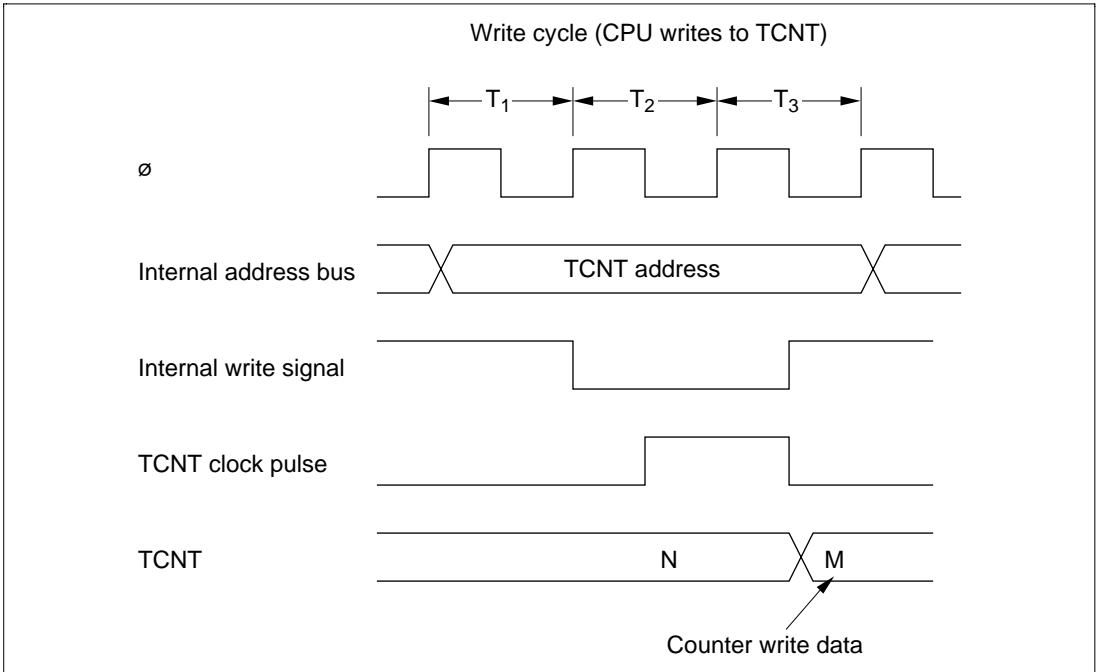 Write cycle (CPU writes to TCNT)
T₁ T₂ T₃
ø
Internal address bus TCNT address
Internal write signal
TCNT clock pulse
TCNT N M
Counter write data